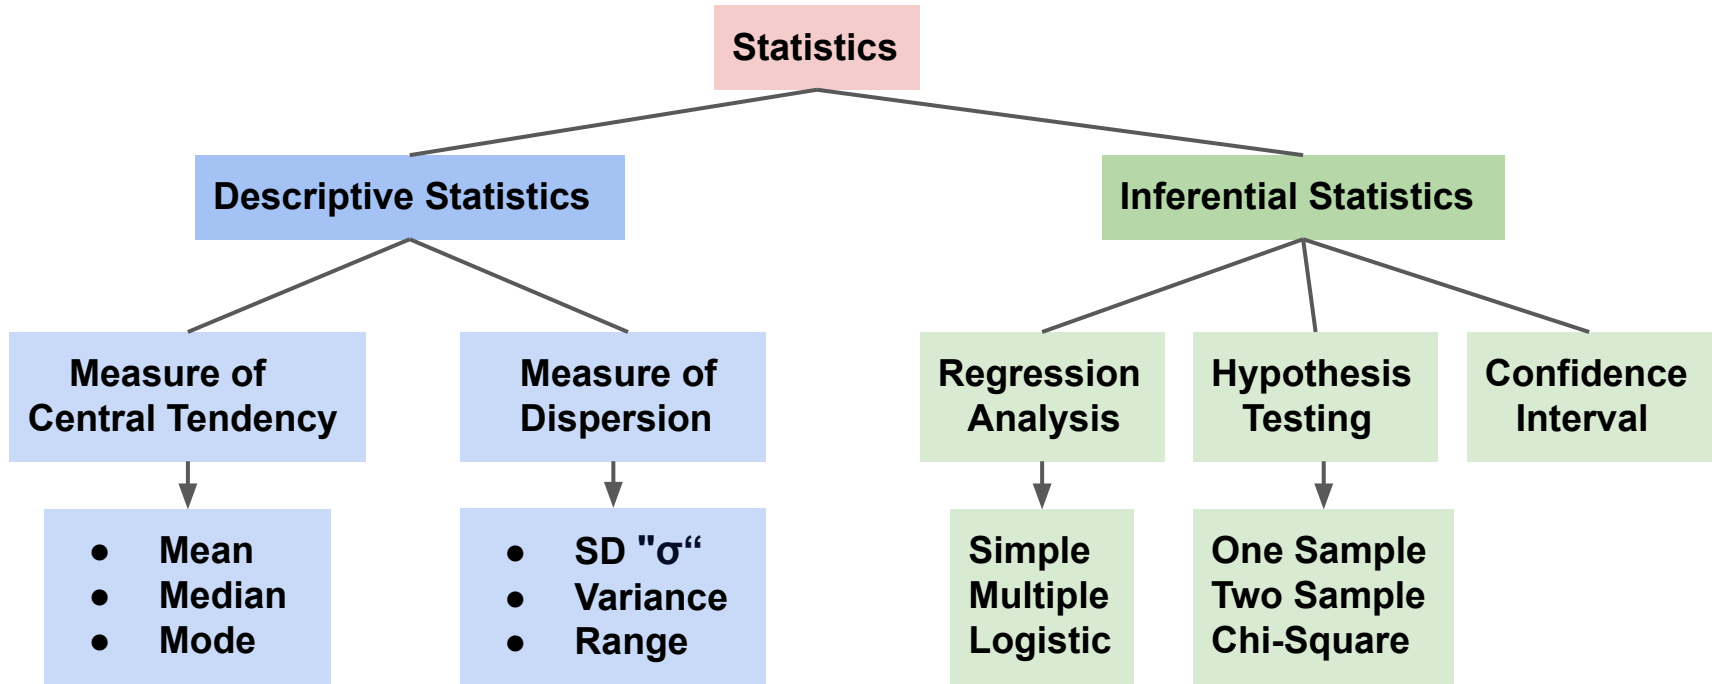 Statistics
Descriptive Statistics
Inferential Statistics
Measure of
Central Tendency
Measure of
Dispersion
Regression
Analysis
Hypothesis
Testing
Confidence
Interval
● Mean
● Median
● Mode
● SD "σ“
● Variance
● Range
Simple
Multiple
Logistic
One Sample
Two Sample
Chi-Square